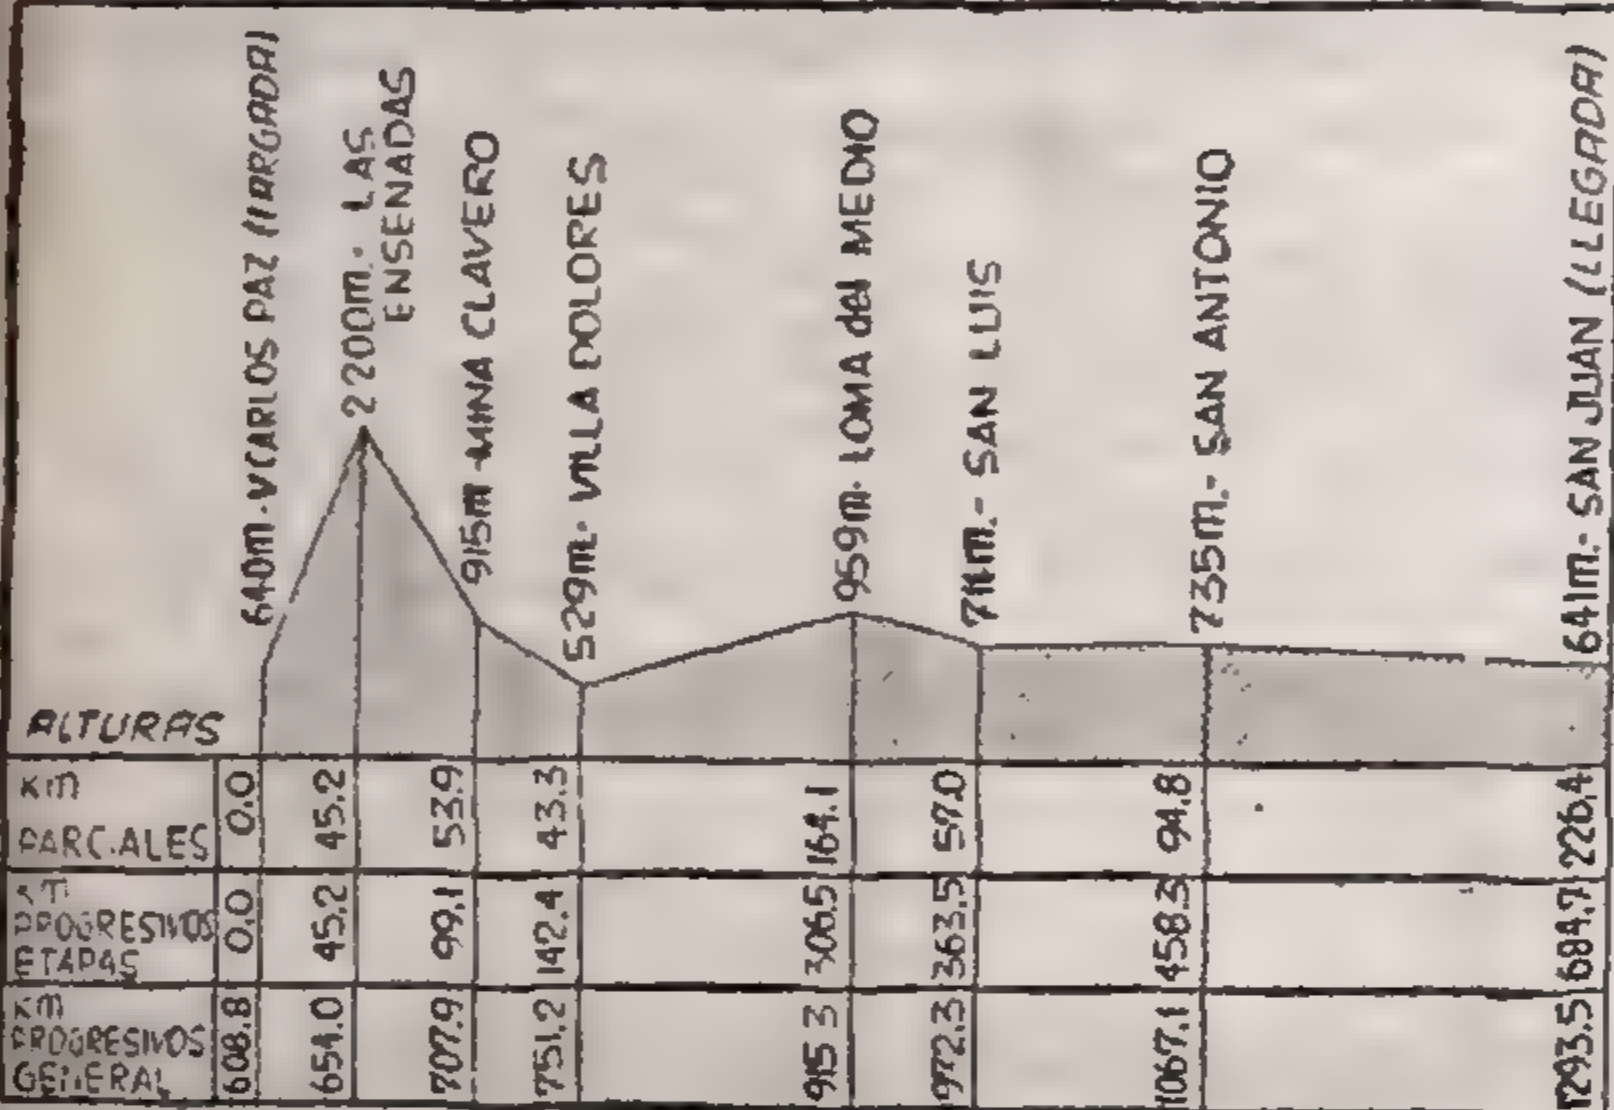 640m. V CARLOS PAZ (LARGADA)
2200m.- LAS
ENSENADAS
915m - MINA CLAVERO
529m.- VILLA DOLORES
959m. LOMA del MEDIO
711m.- SAN LUIS
735m.- SAN ANTONIO
641m.- SAN JUAN (LLEGADA)
ALTURAS
Km
PARCIALES
0.0 45.2 53.9 43.3 164.1 57.0 94.8 226.4
Km
PROGRESIVOS
ETAPAS
0.0 45.2 99.1 142.4 306.5 363.5 458.3 684.7
Km
PROGRESIVOS
GENERAL
608.8 654.0 707.9 751.2 915.3 972.3 1067.1 1293.5